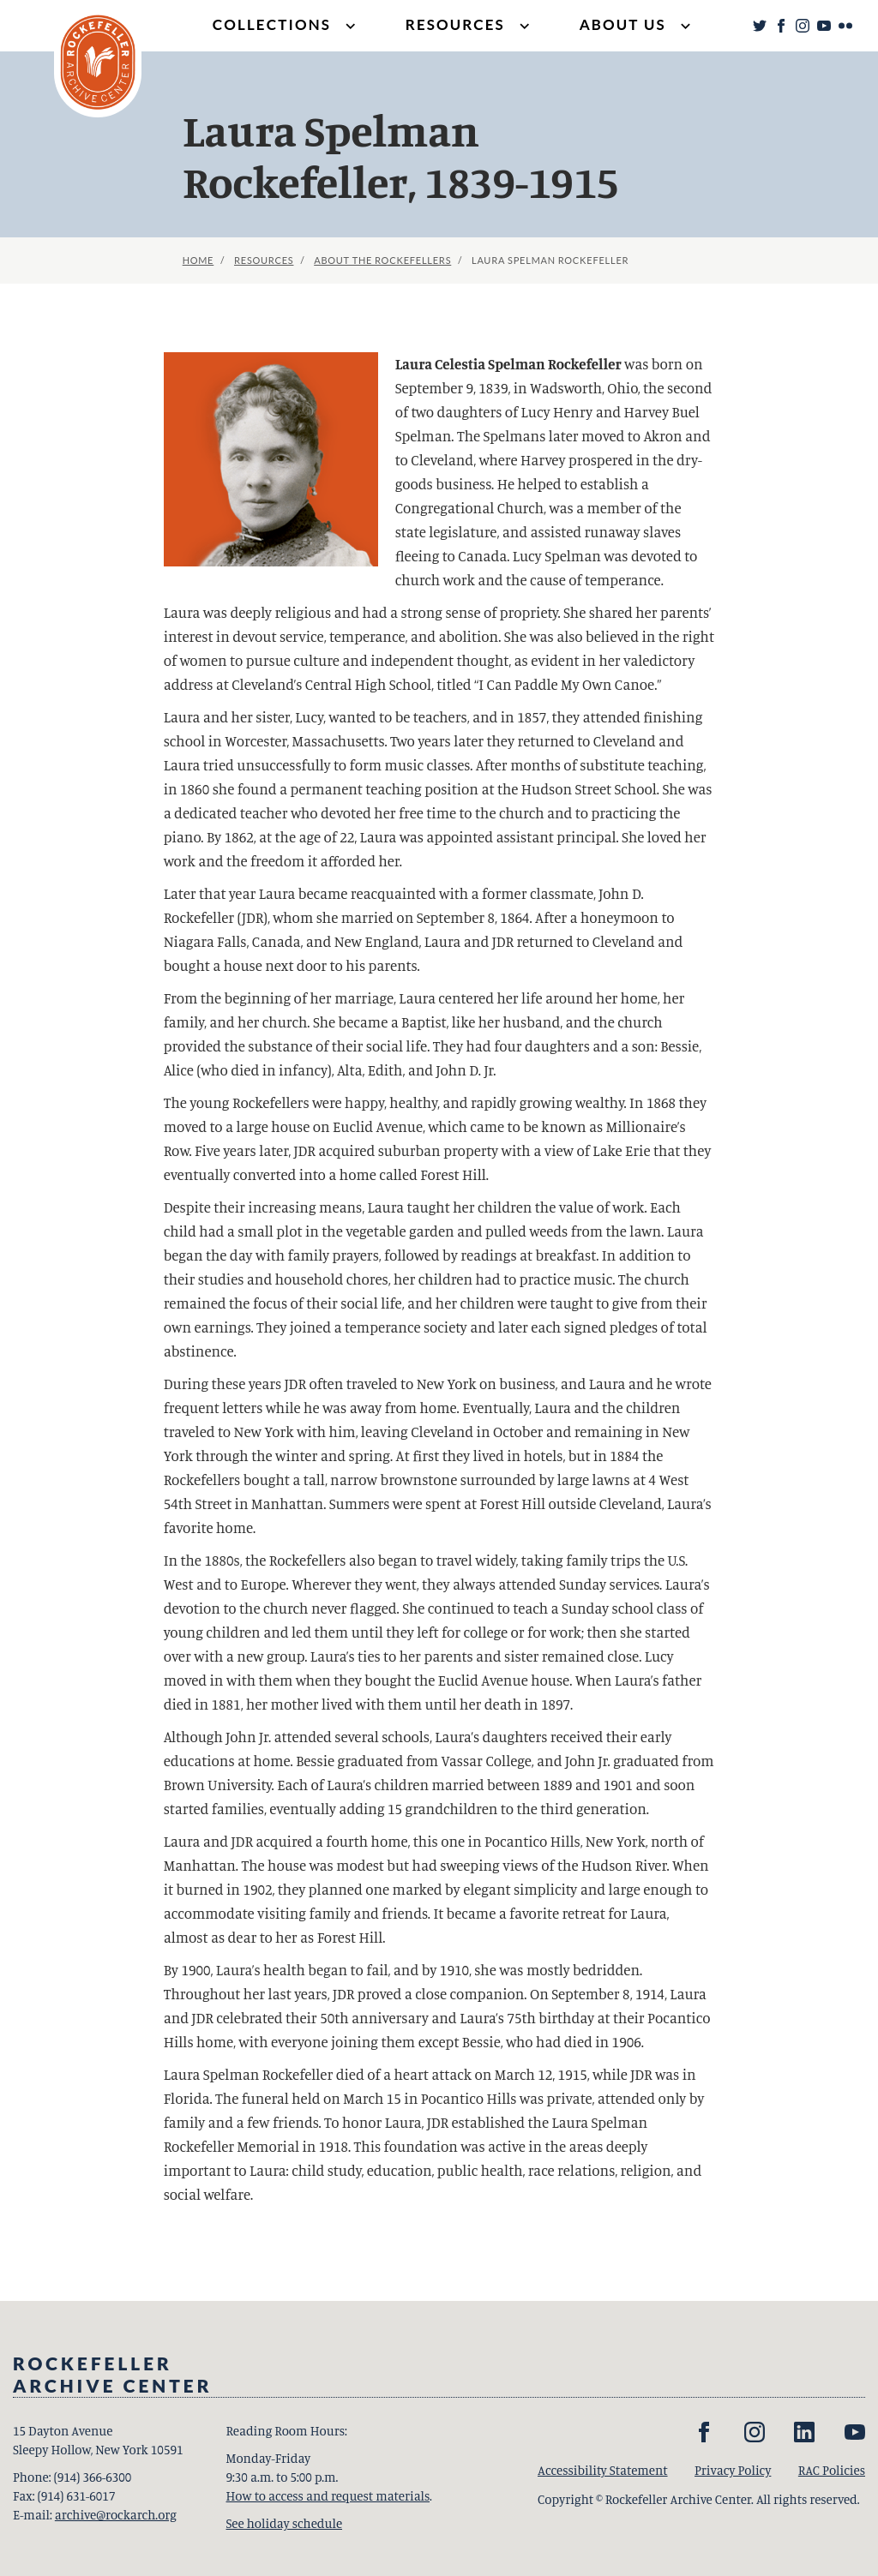 COLLECTIONS RESOURCES ABOUT US
ROCKEFELLER
ARCHIVE CENTER
Laura Spelman
Rockefeller, 1839-1915
HOME / RESOURCES / ABOUT THE ROCKEFELLERS / LAURA SPELMAN ROCKEFELLER
Laura Celestia Spelman Rockefeller was born on
September 9, 1839, in Wadsworth, Ohio, the second
of two daughters of Lucy Henry and Harvey Buel
Spelman. The Spelmans later moved to Akron and
to Cleveland, where Harvey prospered in the dry-
goods business. He helped to establish a
Congregational Church, was a member of the
state legislature, and assisted runaway slaves
fleeing to Canada. Lucy Spelman was devoted to
church work and the cause of temperance.
Laura was deeply religious and had a strong sense of propriety. She shared her parents’
interest in devout service, temperance, and abolition. She was also believed in the right
of women to pursue culture and independent thought, as evident in her valedictory
address at Cleveland’s Central High School, titled “I Can Paddle My Own Canoe.”
Laura and her sister, Lucy, wanted to be teachers, and in 1857, they attended finishing
school in Worcester, Massachusetts. Two years later they returned to Cleveland and
Laura tried unsuccessfully to form music classes. After months of substitute teaching,
in 1860 she found a permanent teaching position at the Hudson Street School. She was
a dedicated teacher who devoted her free time to the church and to practicing the
piano. By 1862, at the age of 22, Laura was appointed assistant principal. She loved her
work and the freedom it afforded her.
Later that year Laura became reacquainted with a former classmate, John D.
Rockefeller (JDR), whom she married on September 8, 1864. After a honeymoon to
Niagara Falls, Canada, and New England, Laura and JDR returned to Cleveland and
bought a house next door to his parents.
From the beginning of her marriage, Laura centered her life around her home, her
family, and her church. She became a Baptist, like her husband, and the church
provided the substance of their social life. They had four daughters and a son: Bessie,
Alice (who died in infancy), Alta, Edith, and John D. Jr.
The young Rockefellers were happy, healthy, and rapidly growing wealthy. In 1868 they
moved to a large house on Euclid Avenue, which came to be known as Millionaire’s
Row. Five years later, JDR acquired suburban property with a view of Lake Erie that they
eventually converted into a home called Forest Hill.
Despite their increasing means, Laura taught her children the value of work. Each
child had a small plot in the vegetable garden and pulled weeds from the lawn. Laura
began the day with family prayers, followed by readings at breakfast. In addition to
their studies and household chores, her children had to practice music. The church
remained the focus of their social life, and her children were taught to give from their
own earnings. They joined a temperance society and later each signed pledges of total
abstinence.
During these years JDR often traveled to New York on business, and Laura and he wrote
frequent letters while he was away from home. Eventually, Laura and the children
traveled to New York with him, leaving Cleveland in October and remaining in New
York through the winter and spring. At first they lived in hotels, but in 1884 the
Rockefellers bought a tall, narrow brownstone surrounded by large lawns at 4 West
54th Street in Manhattan. Summers were spent at Forest Hill outside Cleveland, Laura’s
favorite home.
In the 1880s, the Rockefellers also began to travel widely, taking family trips the U.S.
West and to Europe. Wherever they went, they always attended Sunday services. Laura’s
devotion to the church never flagged. She continued to teach a Sunday school class of
young children and led them until they left for college or for work; then she started
over with a new group. Laura’s ties to her parents and sister remained close. Lucy
moved in with them when they bought the Euclid Avenue house. When Laura’s father
died in 1881, her mother lived with them until her death in 1897.
Although John Jr. attended several schools, Laura’s daughters received their early
educations at home. Bessie graduated from Vassar College, and John Jr. graduated from
Brown University. Each of Laura’s children married between 1889 and 1901 and soon
started families, eventually adding 15 grandchildren to the third generation.
Laura and JDR acquired a fourth home, this one in Pocantico Hills, New York, north of
Manhattan. The house was modest but had sweeping views of the Hudson River. When
it burned in 1902, they planned one marked by elegant simplicity and large enough to
accommodate visiting family and friends. It became a favorite retreat for Laura,
almost as dear to her as Forest Hill.
By 1900, Laura’s health began to fail, and by 1910, she was mostly bedridden.
Throughout her last years, JDR proved a close companion. On September 8, 1914, Laura
and JDR celebrated their 50th anniversary and Laura’s 75th birthday at their Pocantico
Hills home, with everyone joining them except Bessie, who had died in 1906.
Laura Spelman Rockefeller died of a heart attack on March 12, 1915, while JDR was in
Florida. The funeral held on March 15 in Pocantico Hills was private, attended only by
family and a few friends. To honor Laura, JDR established the Laura Spelman
Rockefeller Memorial in 1918. This foundation was active in the areas deeply
important to Laura: child study, education, public health, race relations, religion, and
social welfare.
ROCKEFELLER
ARCHIVE CENTER
15 Dayton Avenue
Sleepy Hollow, New York 10591
Phone: (914) 366-6300
Fax: (914) 631-6017
E-mail: archive@rockarch.org
Reading Room Hours:
Monday-Friday
9:30 a.m. to 5:00 p.m.
How to access and request materials.
See holiday schedule
Accessibility Statement Privacy Policy RAC Policies
Copyright © Rockefeller Archive Center. All rights reserved.